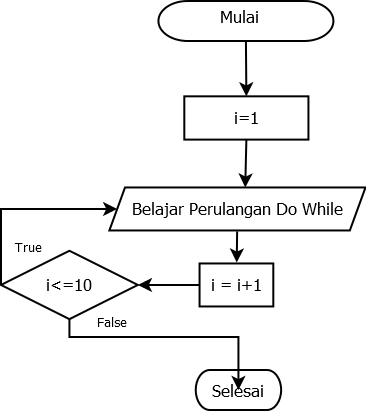 Mulai
i=1
Belajar Perulangan Do While
True
i<=10
i = i+1
False
Selesai